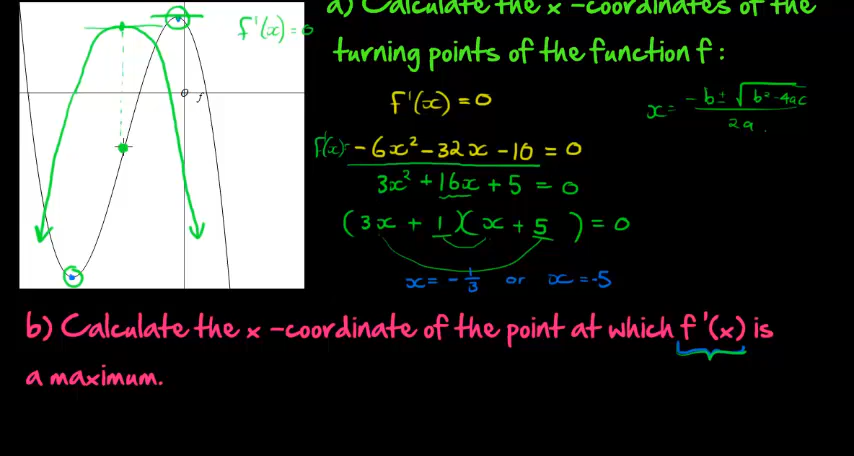 a) Calculate the x-coordinates of the
turning points of the function f:
f'(x) = 0
0
f
f'(x) = 0
x = -b ± √b² - 4ac
2a.
f'(x) = -6x² - 32x - 10 = 0
3x² + 16x + 5 = 0
(3x + 1)(x + 5) = 0
x = -1/3 or x = -5
b) Calculate the x-coordinate of the point at which f'(x) is
a maximum.